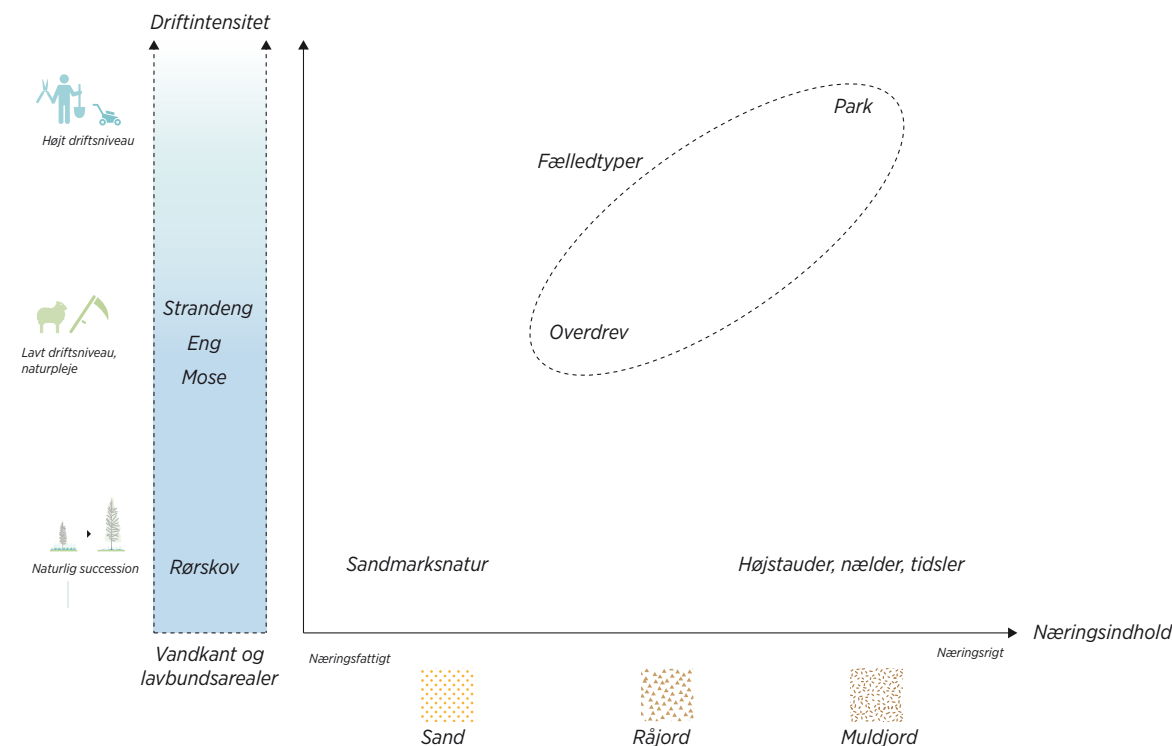 Driftintensitet
Højt driftsniveau
Park
Fælledtyper
Strandeng
Eng
Mose
Overdrev
Lavt driftsniveau,
naturpleje
Naturlig succession
Rørskov
Sandmarksnatur
Højstauder, nælder, tidsler
Næringsindhold
Vandkant og
lavbundsarealer
Næringsfattigt
Næringsrigt
Sand
Råjord
Muldjord